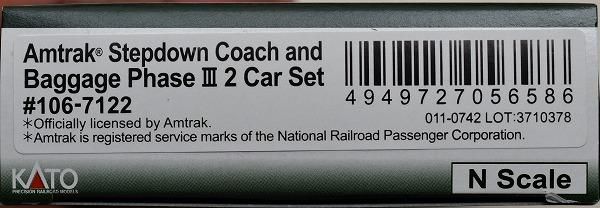 Amtrak® Stepdown Coach and
Baggage Phase Ⅲ 2 Car Set
#106-7122
*Officially licensed by Amtrak.
*Amtrak is registered service marks of the National Railroad Passenger Corporation.
4949727056586
011-0742 LOT:3710378
KATO
PRECISION RAILROAD MODELS
N Scale